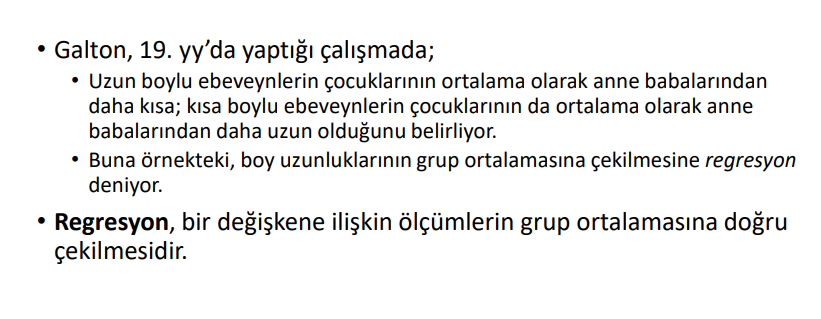 • Galton, 19. yy’da yaptığı çalışmada;
• Uzun boylu ebeveynlerin çocuklarının ortalama olarak anne babalarından
daha kısa; kısa boylu ebeveynlerin çocuklarının da ortalama olarak anne
babalarından daha uzun olduğunu belirliyor.
• Buna örnekteki, boy uzunluklarının grup ortalamasına çekilmesine regresyon
deniyor.
• Regresyon, bir değişkene ilişkin ölçümlerin grup ortalamasına doğru
çekilmesidir.